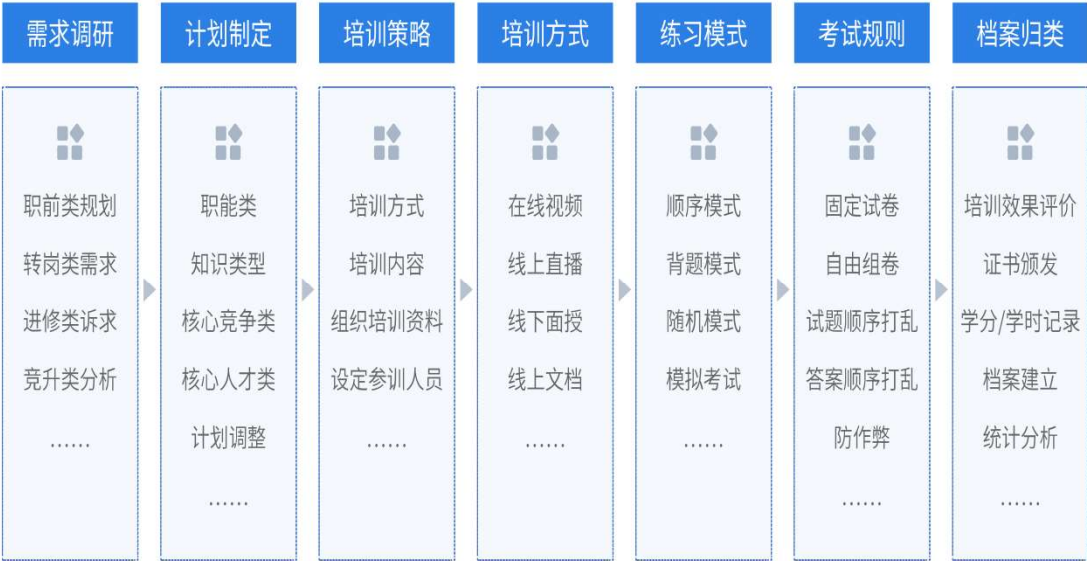 需求调研
职前类规划
转岗类需求
进修类诉求
竞升类分析
……
计划制定
职能类
知识类型
核心竞争类
核心人才类
计划调整
……
培训策略
培训方式
培训内容
组织培训资料
设定参训人员
……
培训方式
在线视频
线上直播
线下面授
线上文档
……
练习模式
顺序模式
背题模式
随机模式
模拟考试
……
考试规则
固定试卷
自由组卷
试题顺序打乱
答案顺序打乱
防作弊
……
档案归类
培训效果评价
证书颁发
学分/学时记录
档案建立
统计分析
……